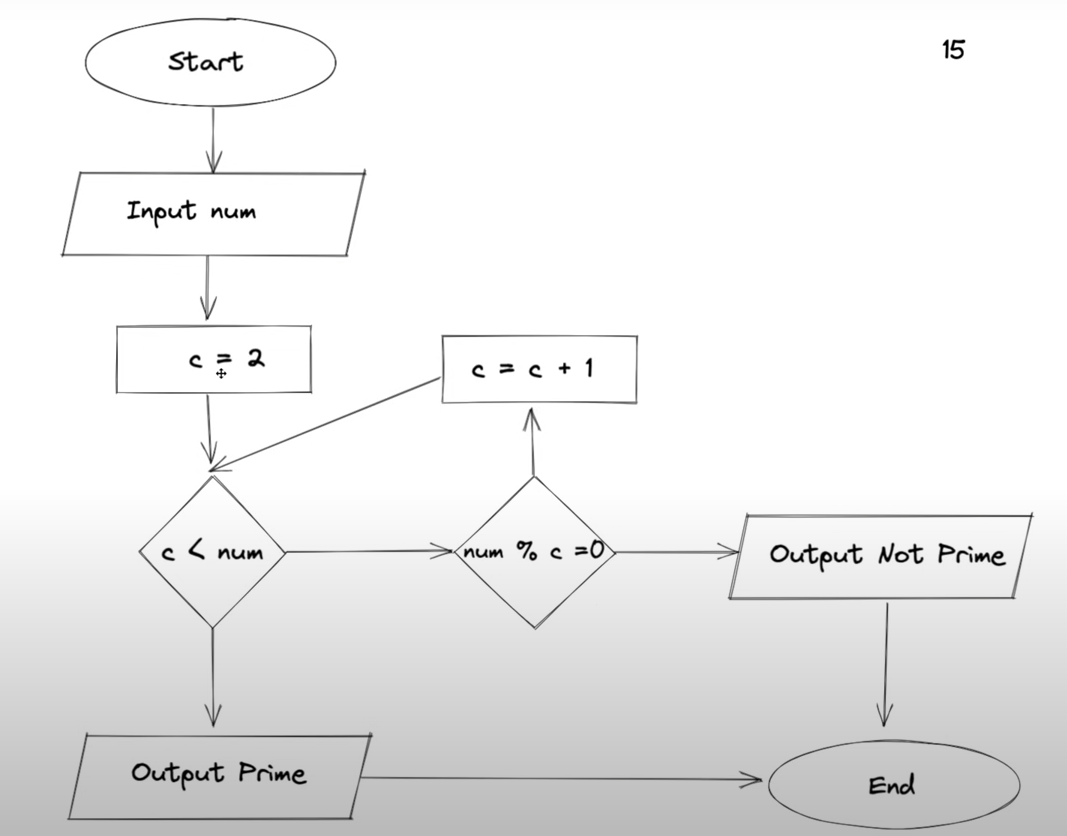 Start
15
Input num
c = 2
c = c + 1
c < num
num % c =0
Output Not Prime
Output Prime
End